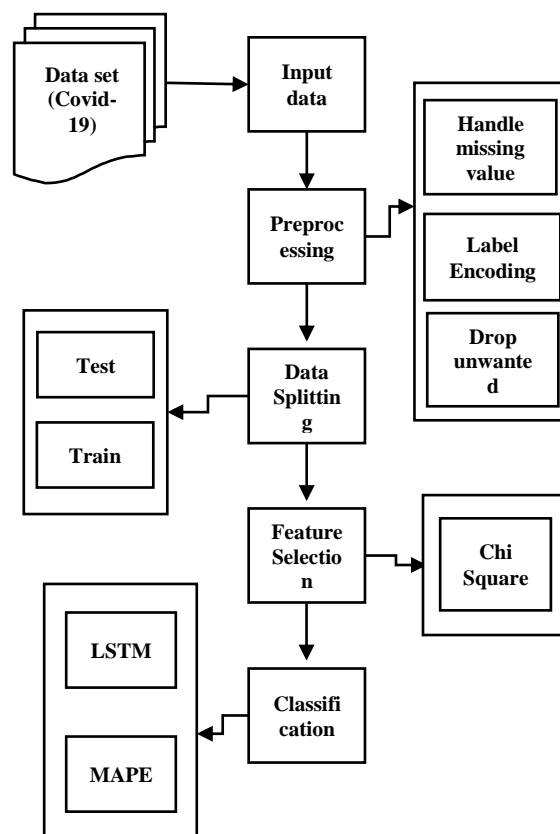 Data set
(Covid-
19)
Input
data
Handle
missing
value
Preproc
essing
Label
Encoding
Drop
unwante
d
Test
Train
Data
Splittin
g
Feature
Selectio
n
Chi
Square
LSTM
MAPE
Classifi
cation